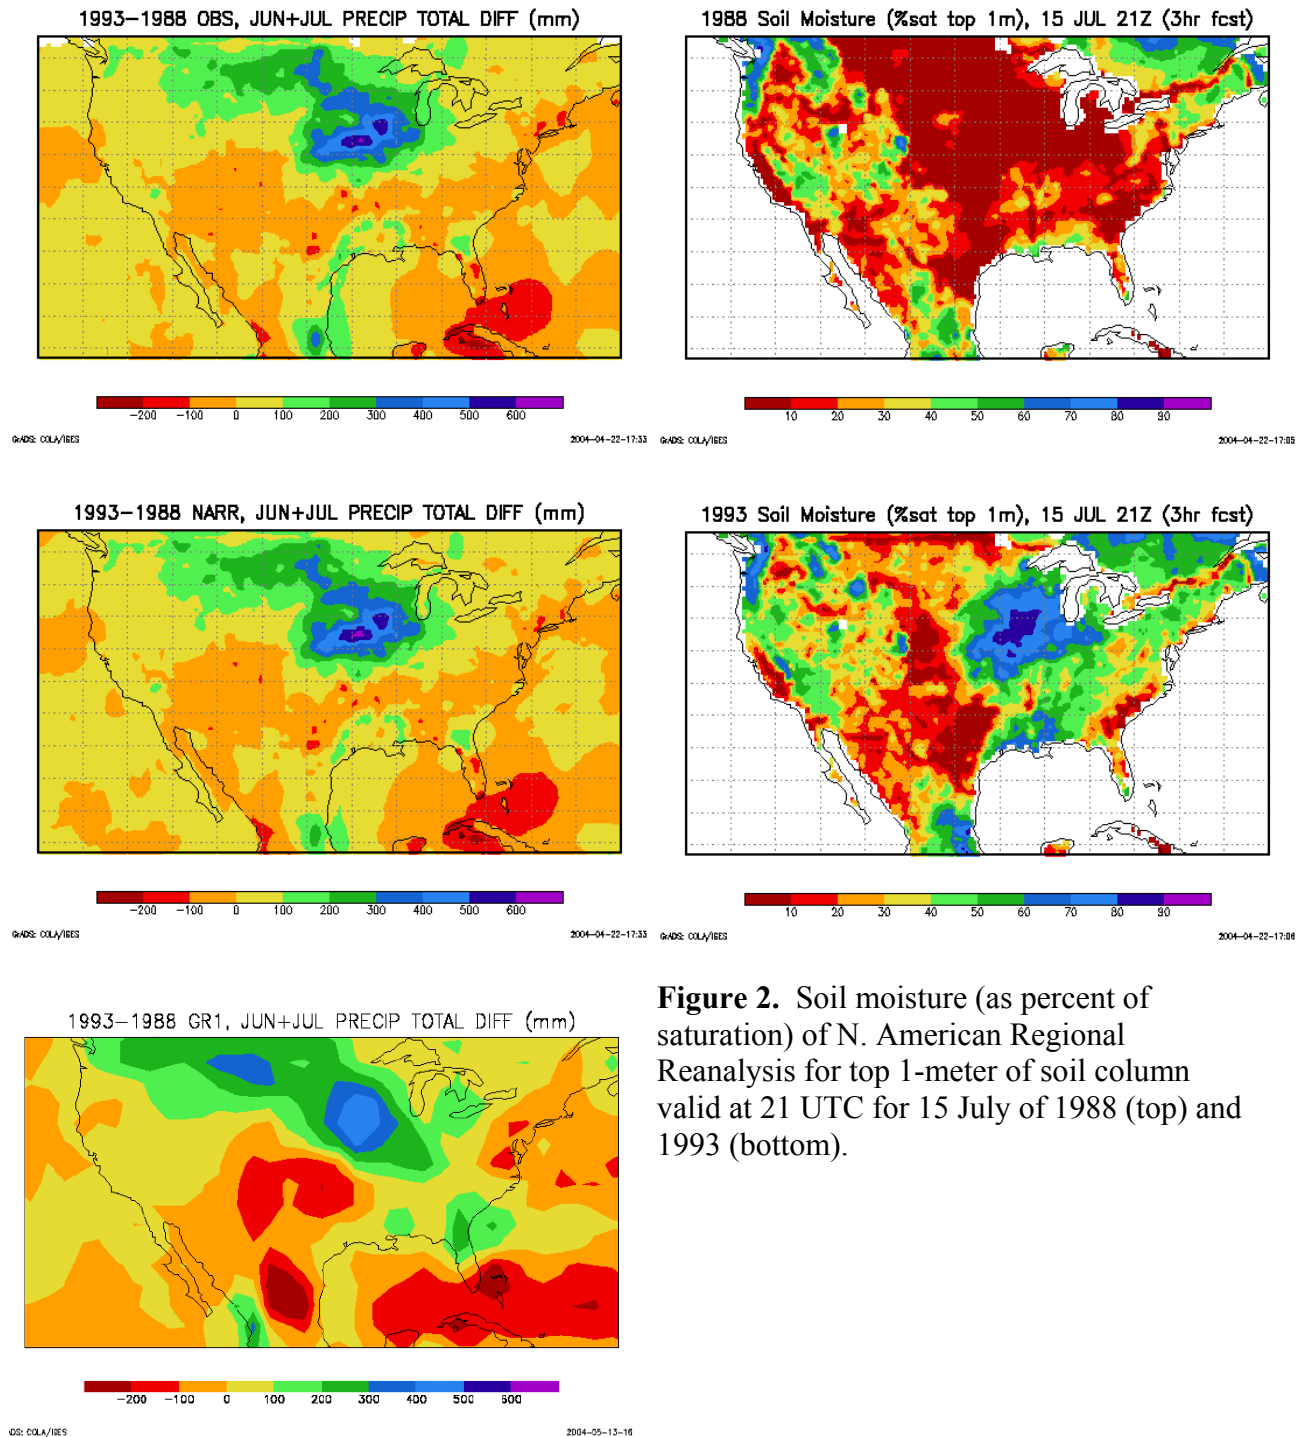 1993-1988 OBS, JUN+JUL PRECIP TOTAL DIFF (mm)
-200 -100 0 100 200 300 400 500 600
GrADS: COLA/IGES
2004-04-22-17:33
1988 Soil Moisture (%sat top 1m), 15 JUL 21Z (3hr fcst)
10 20 30 40 50 60 70 80 90
GrADS: COLA/IGES
2004-04-22-17:05
1993-1988 NARR, JUN+JUL PRECIP TOTAL DIFF (mm)
-200 -100 0 100 200 300 400 500 600
GrADS: COLA/IGES
2004-04-22-17:33
1993 Soil Moisture (%sat top 1m), 15 JUL 21Z (3hr fcst)
10 20 30 40 50 60 70 80 90
GrADS: COLA/IGES
2004-04-22-17:06
1993-1988 GR1, JUN+JUL PRECIP TOTAL DIFF (mm)
-200 -100 0 100 200 300 400 500 600
DS: COLA/IGES
2004-05-13-16
Figure 2. Soil moisture (as percent of
saturation) of N. American Regional
Reanalysis for top 1-meter of soil column
valid at 21 UTC for 15 July of 1988 (top) and
1993 (bottom).